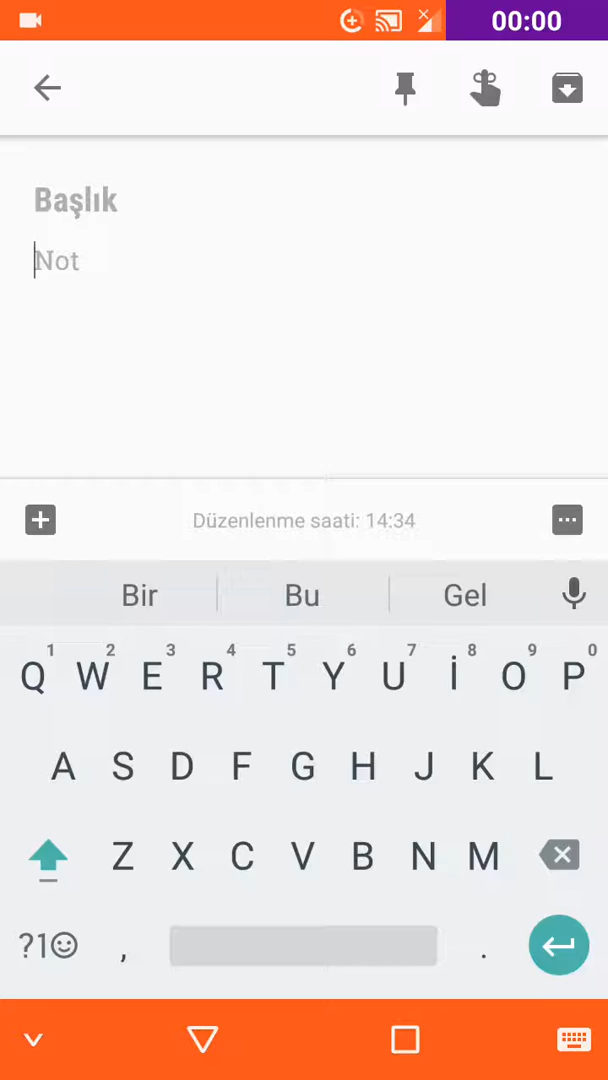 00:00
Başlık
Not
Düzenlenme saati: 14:34
Bir Bu Gel
1 2 3 4 5 6 7 8 9 0
Q W E R T Y U İ O P
A S D F G H J K L
Z X C V B N M
?1 , .